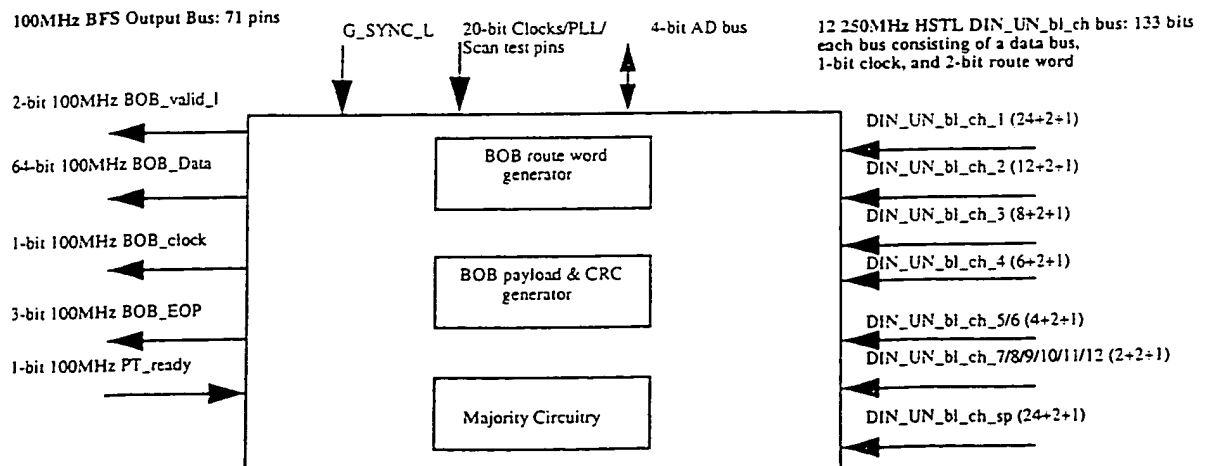 100MHz BFS Output Bus: 71 pins
G_SYNC_L
20-bit Clocks/PLL/
Scan test pins
4-bit AD bus
12 250MHz HSTL DIN_UN_bl_ch bus: 133 bits
each bus consisting of a data bus,
1-bit clock, and 2-bit route word
2-bit 100MHz BOB_valid_l
64-bit 100MHz BOB_Data
1-bit 100MHz BOB_clock
3-bit 100MHz BOB_EOP
1-bit 100MHz PT_ready
BOB route word
generator
BOB payload & CRC
generator
Majority Circuitry
DIN_UN_bl_ch_1 (24+2+1)
DIN_UN_bl_ch_2 (12+2+1)
DIN_UN_bl_ch_3 (8+2+1)
DIN_UN_bl_ch_4 (6+2+1)
DIN_UN_bl_ch_5/6 (4+2+1)
DIN_UN_bl_ch_7/8/9/10/11/12 (2+2+1)
DIN_UN_bl_ch_sp (24+2+1)